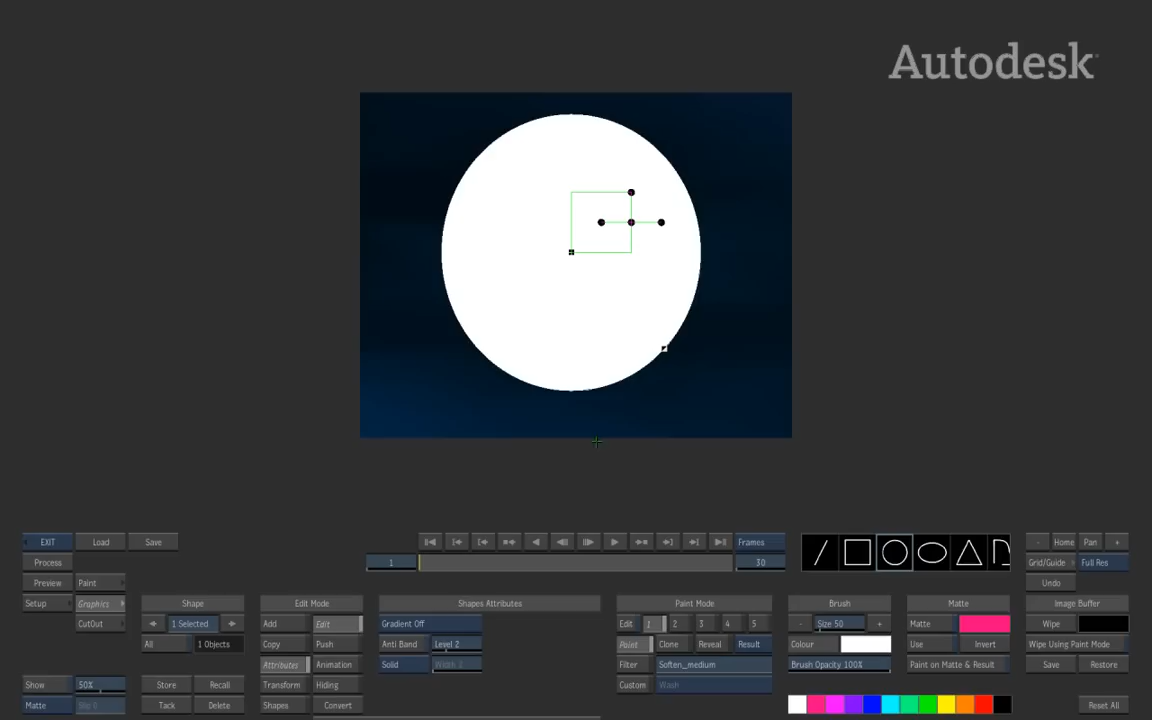 Autodesk
EXIT Load Save Frames
1 30
Process
Preview Paint
Setup Graphics
CutOut
Shape
1 Selected
All 1 Objects
Show 50% Store Recall
Matte Tack Delete
Edit Mode
Add Edit
Copy Push
Attributes Animation
Transform Hiding
Shapes Convert
Shapes Attributes
Gradient Off
Anti Band Level 2
Solid Width 3
Paint Mode
Edit 1 2 3 4 5
Paint Clone Reveal Result
Filter Soften_medium
Custom Wash
Brush
- Size 50 +
Colour
Brush Opacity 100%
Matte
Matte
Use Invert
Paint on Matte & Result
- Home Pan +
Grid/Guide Full Res
Undo
Image Buffer
Wipe
Wipe Using Paint Mode
Save Restore
Reset All